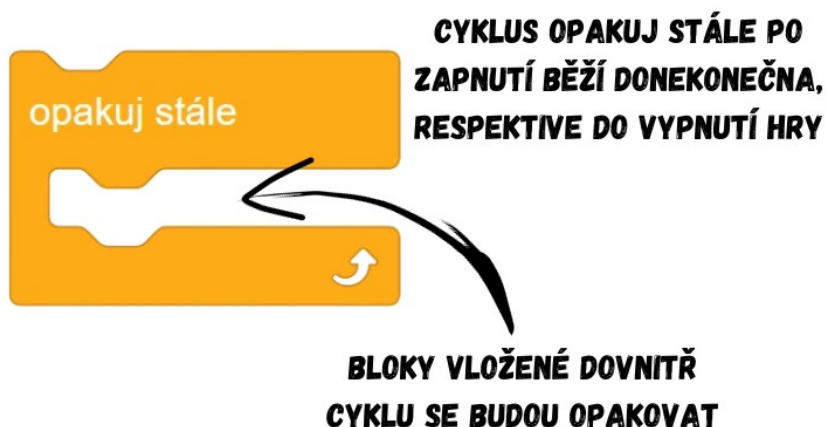 CYKLUS OPAKUJ STÁLE PO
ZAPNUTÍ BĚŽÍ DONEKONEČNA,
RESPEKTIVE DO VYPNUTÍ HRY
opakuj stále
BLOKY VLOŽENÉ DOVNITŘ
CYKLU SE BUDOU OPAKOVAT